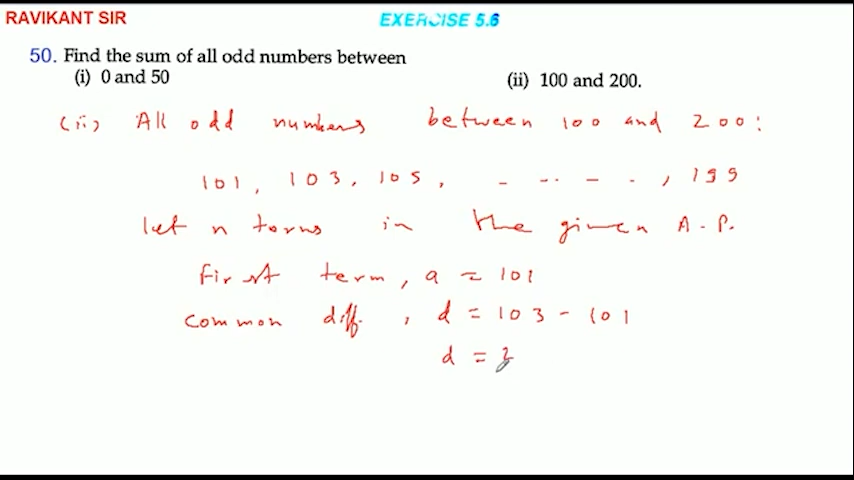 RAVIKANT SIR
EXERCISE 5.6
50. Find the sum of all odd numbers between
(i) 0 and 50 (ii) 100 and 200.
(ii) All odd numbers between 100 and 200:
101, 103, 105, - -- - ., 199
let n terms in the given A.P.
first term, a = 101
common diff., d = 103 - 101
d = 2